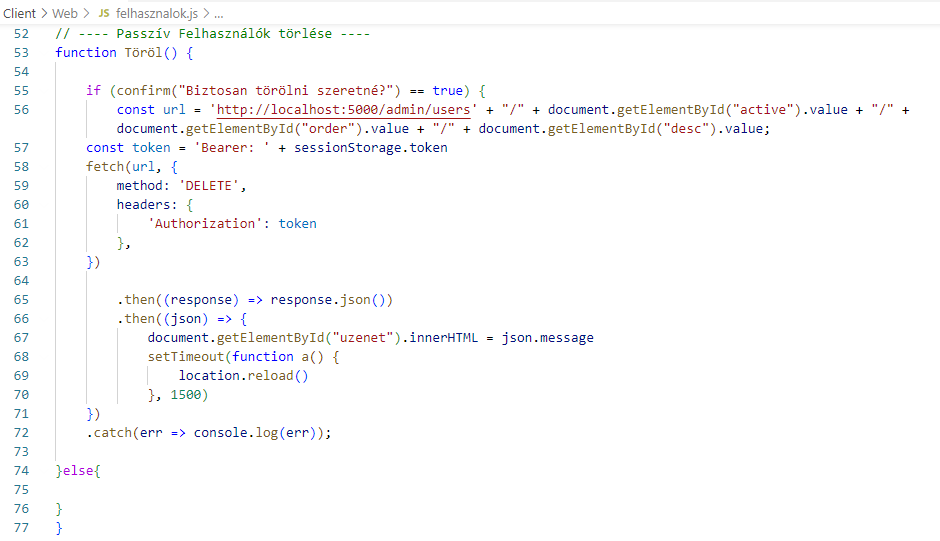 Client > Web > JS felhasznalok.js > ...
52 // ---- Passzív Felhasználók törlése ----
53 function Töröl() {
54
55 if (confirm("Biztosan törölni szeretné?") == true) {
56 const url = 'http://localhost:5000/admin/users' + "/" + document.getElementById("active").value + "/" +
document.getElementById("order").value + "/" + document.getElementById("desc").value;
57 const token = 'Bearer: ' + sessionStorage.token
58 fetch(url, {
59 method: 'DELETE',
60 headers: {
61 'Authorization': token
62 },
63 })
64
65 .then((response) => response.json())
66 .then((json) => {
67 document.getElementById("uzenet").innerHTML = json.message
68 setTimeout(function a() {
69 location.reload()
70 }, 1500)
71 })
72 .catch(err => console.log(err));
73
74 }else{
75
76 }
77 }